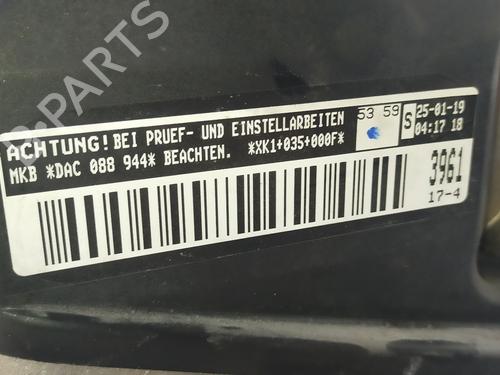 B-PARTS
ACHTUNG! BEI PRUEF- UND EINSTELLARBEITEN
MKB *DAC 088 944* BEACHTEN. *XK1+035+000F*
53 59
S
25-01-19
04:17 18
3961
17-4